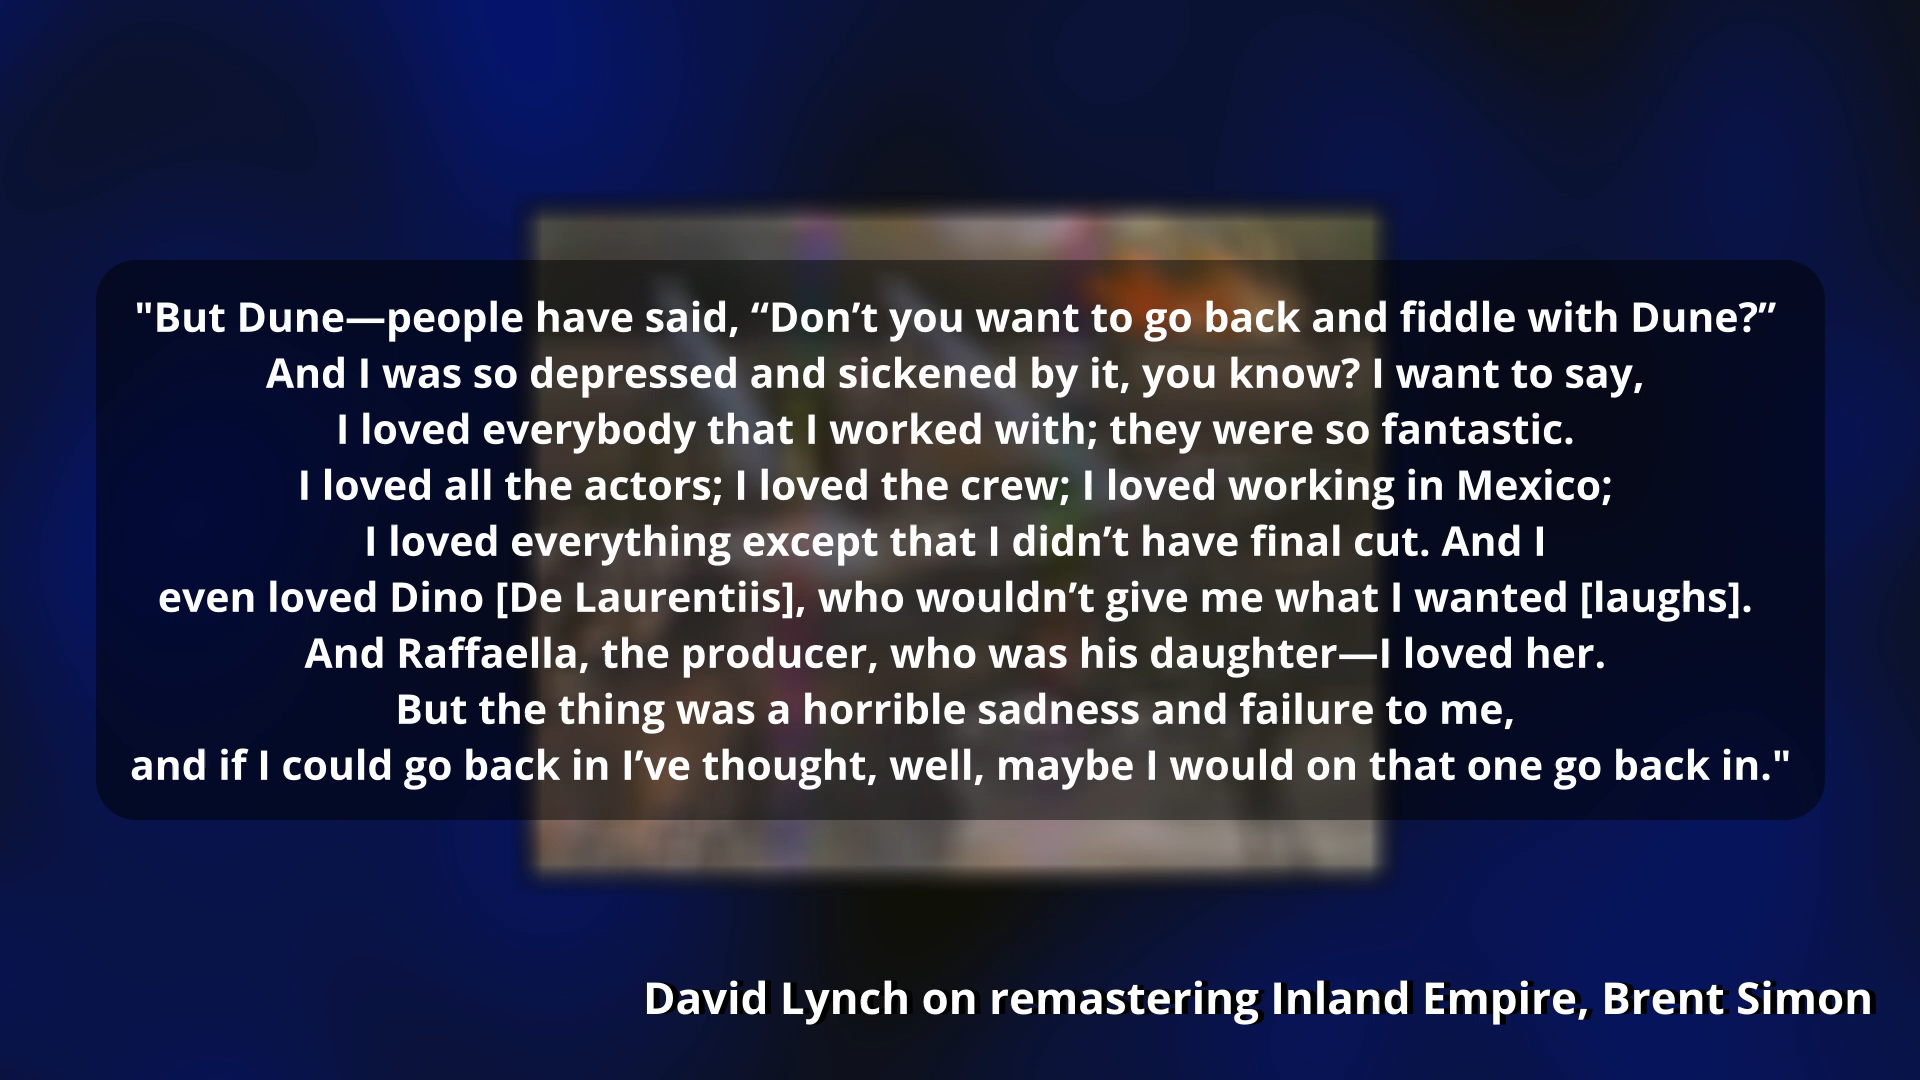 "But Dune—people have said, “Don’t you want to go back and fiddle with Dune?”
And I was so depressed and sickened by it, you know? I want to say,
I loved everybody that I worked with; they were so fantastic.
I loved all the actors; I loved the crew; I loved working in Mexico;
I loved everything except that I didn’t have final cut. And I
even loved Dino [De Laurentiis], who wouldn’t give me what I wanted [laughs].
And Raffaella, the producer, who was his daughter—I loved her.
But the thing was a horrible sadness and failure to me,
and if I could go back in I’ve thought, well, maybe I would on that one go back in."
David Lynch on remastering Inland Empire, Brent Simon